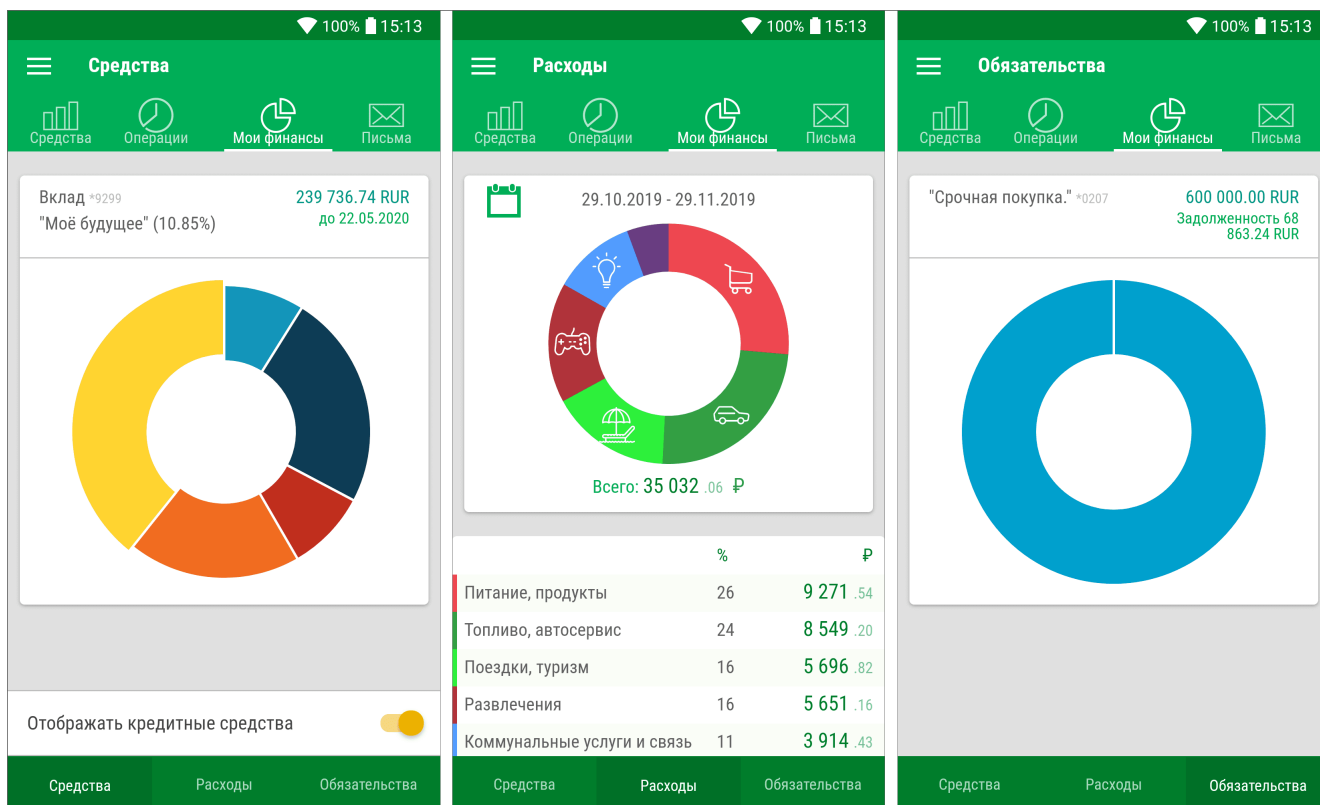 100% 15:13
Средства
Средства Операции Мои финансы Письма
Вклад *9299 239 736.74 RUR
"Моё будущее" (10.85%) до 22.05.2020
Отображать кредитные средства
Средства Расходы Обязательства
100% 15:13
Расходы
Средства Операции Мои финансы Письма
29.10.2019 - 29.11.2019
Всего: 35 032 .06 ₽
% ₽
Питание, продукты 26 9 271 .54
Топливо, автосервис 24 8 549 .20
Поездки, туризм 16 5 696 .82
Развлечения 16 5 651 .16
Коммунальные услуги и связь 11 3 914 .43
Средства Расходы Обязательства
100% 15:13
Обязательства
Средства Операции Мои финансы Письма
"Срочная покупка." *0207 600 000.00 RUR
Задолженность 68
863.24 RUR
Средства Расходы Обязательства